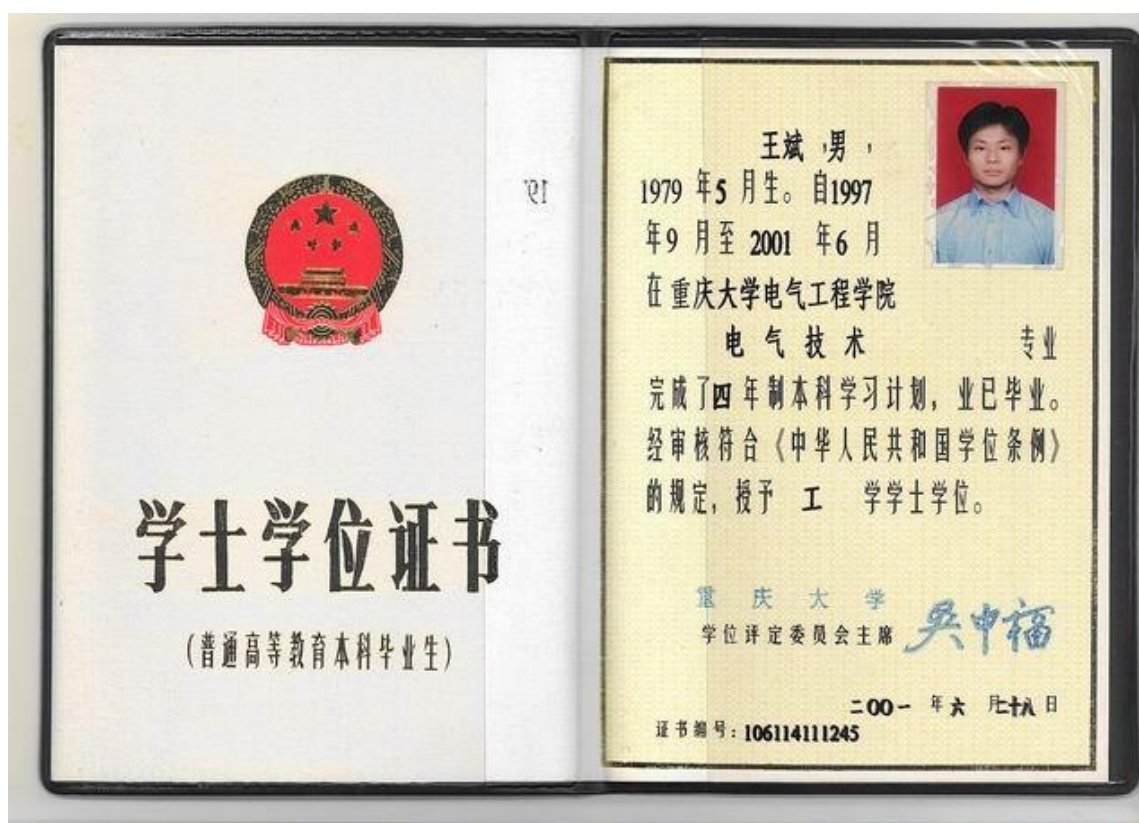 学士学位证书
(普通高等教育本科毕业生)
王斌,男,
1979 年5 月生。自1997
年9 月至 2001 年6 月
在重庆大学电气工程学院
电气技术 专业
完成了四年制本科学习计划,业已毕业。
经审核符合《中华人民共和国学位条例》
的规定,授予 工 学学士学位。
重庆大学
学位评定委员会主席 吴中福
二00一 年六 月 日
证书编号:106114111245